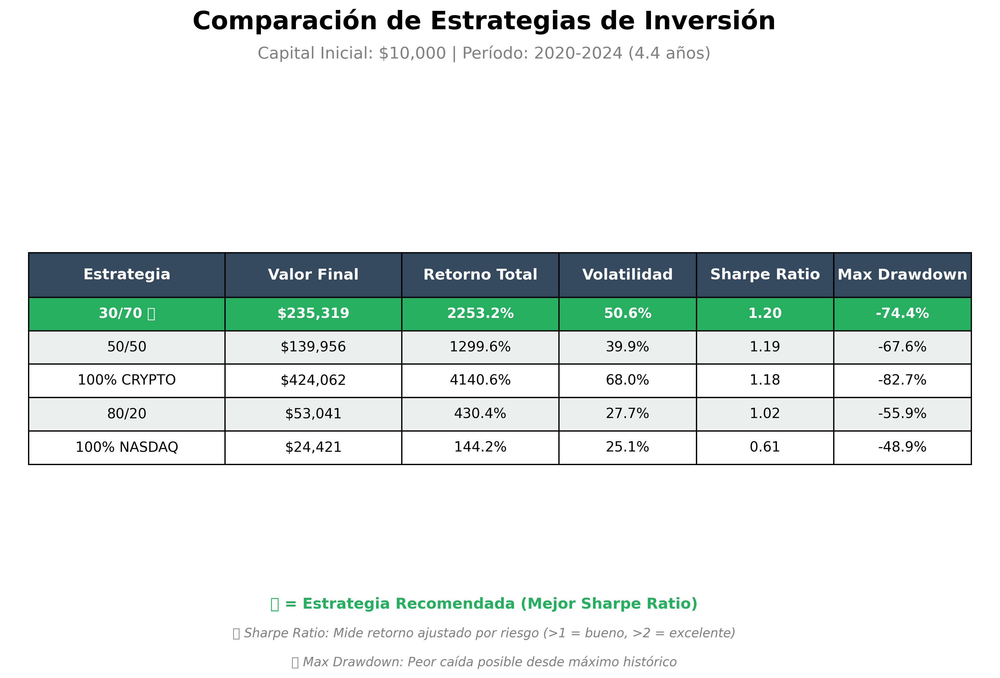 Comparación de Estrategias de Inversión
Capital Inicial: $10,000 | Período: 2020-2024 (4.4 años)
Estrategia Valor Final Retorno Total Volatilidad Sharpe Ratio Max Drawdown
30/70 $235,319 2253.2% 50.6% 1.20 -74.4%
50/50 $139,956 1299.6% 39.9% 1.19 -67.6%
100% CRYPTO $424,062 4140.6% 68.0% 1.18 -82.7%
80/20 $53,041 430.4% 27.7% 1.02 -55.9%
100% NASDAQ $24,421 144.2% 25.1% 0.61 -48.9%
= Estrategia Recomendada (Mejor Sharpe Ratio)
Sharpe Ratio: Mide retorno ajustado por riesgo (>1 = bueno, >2 = excelente)
Max Drawdown: Peor caída posible desde máximo histórico